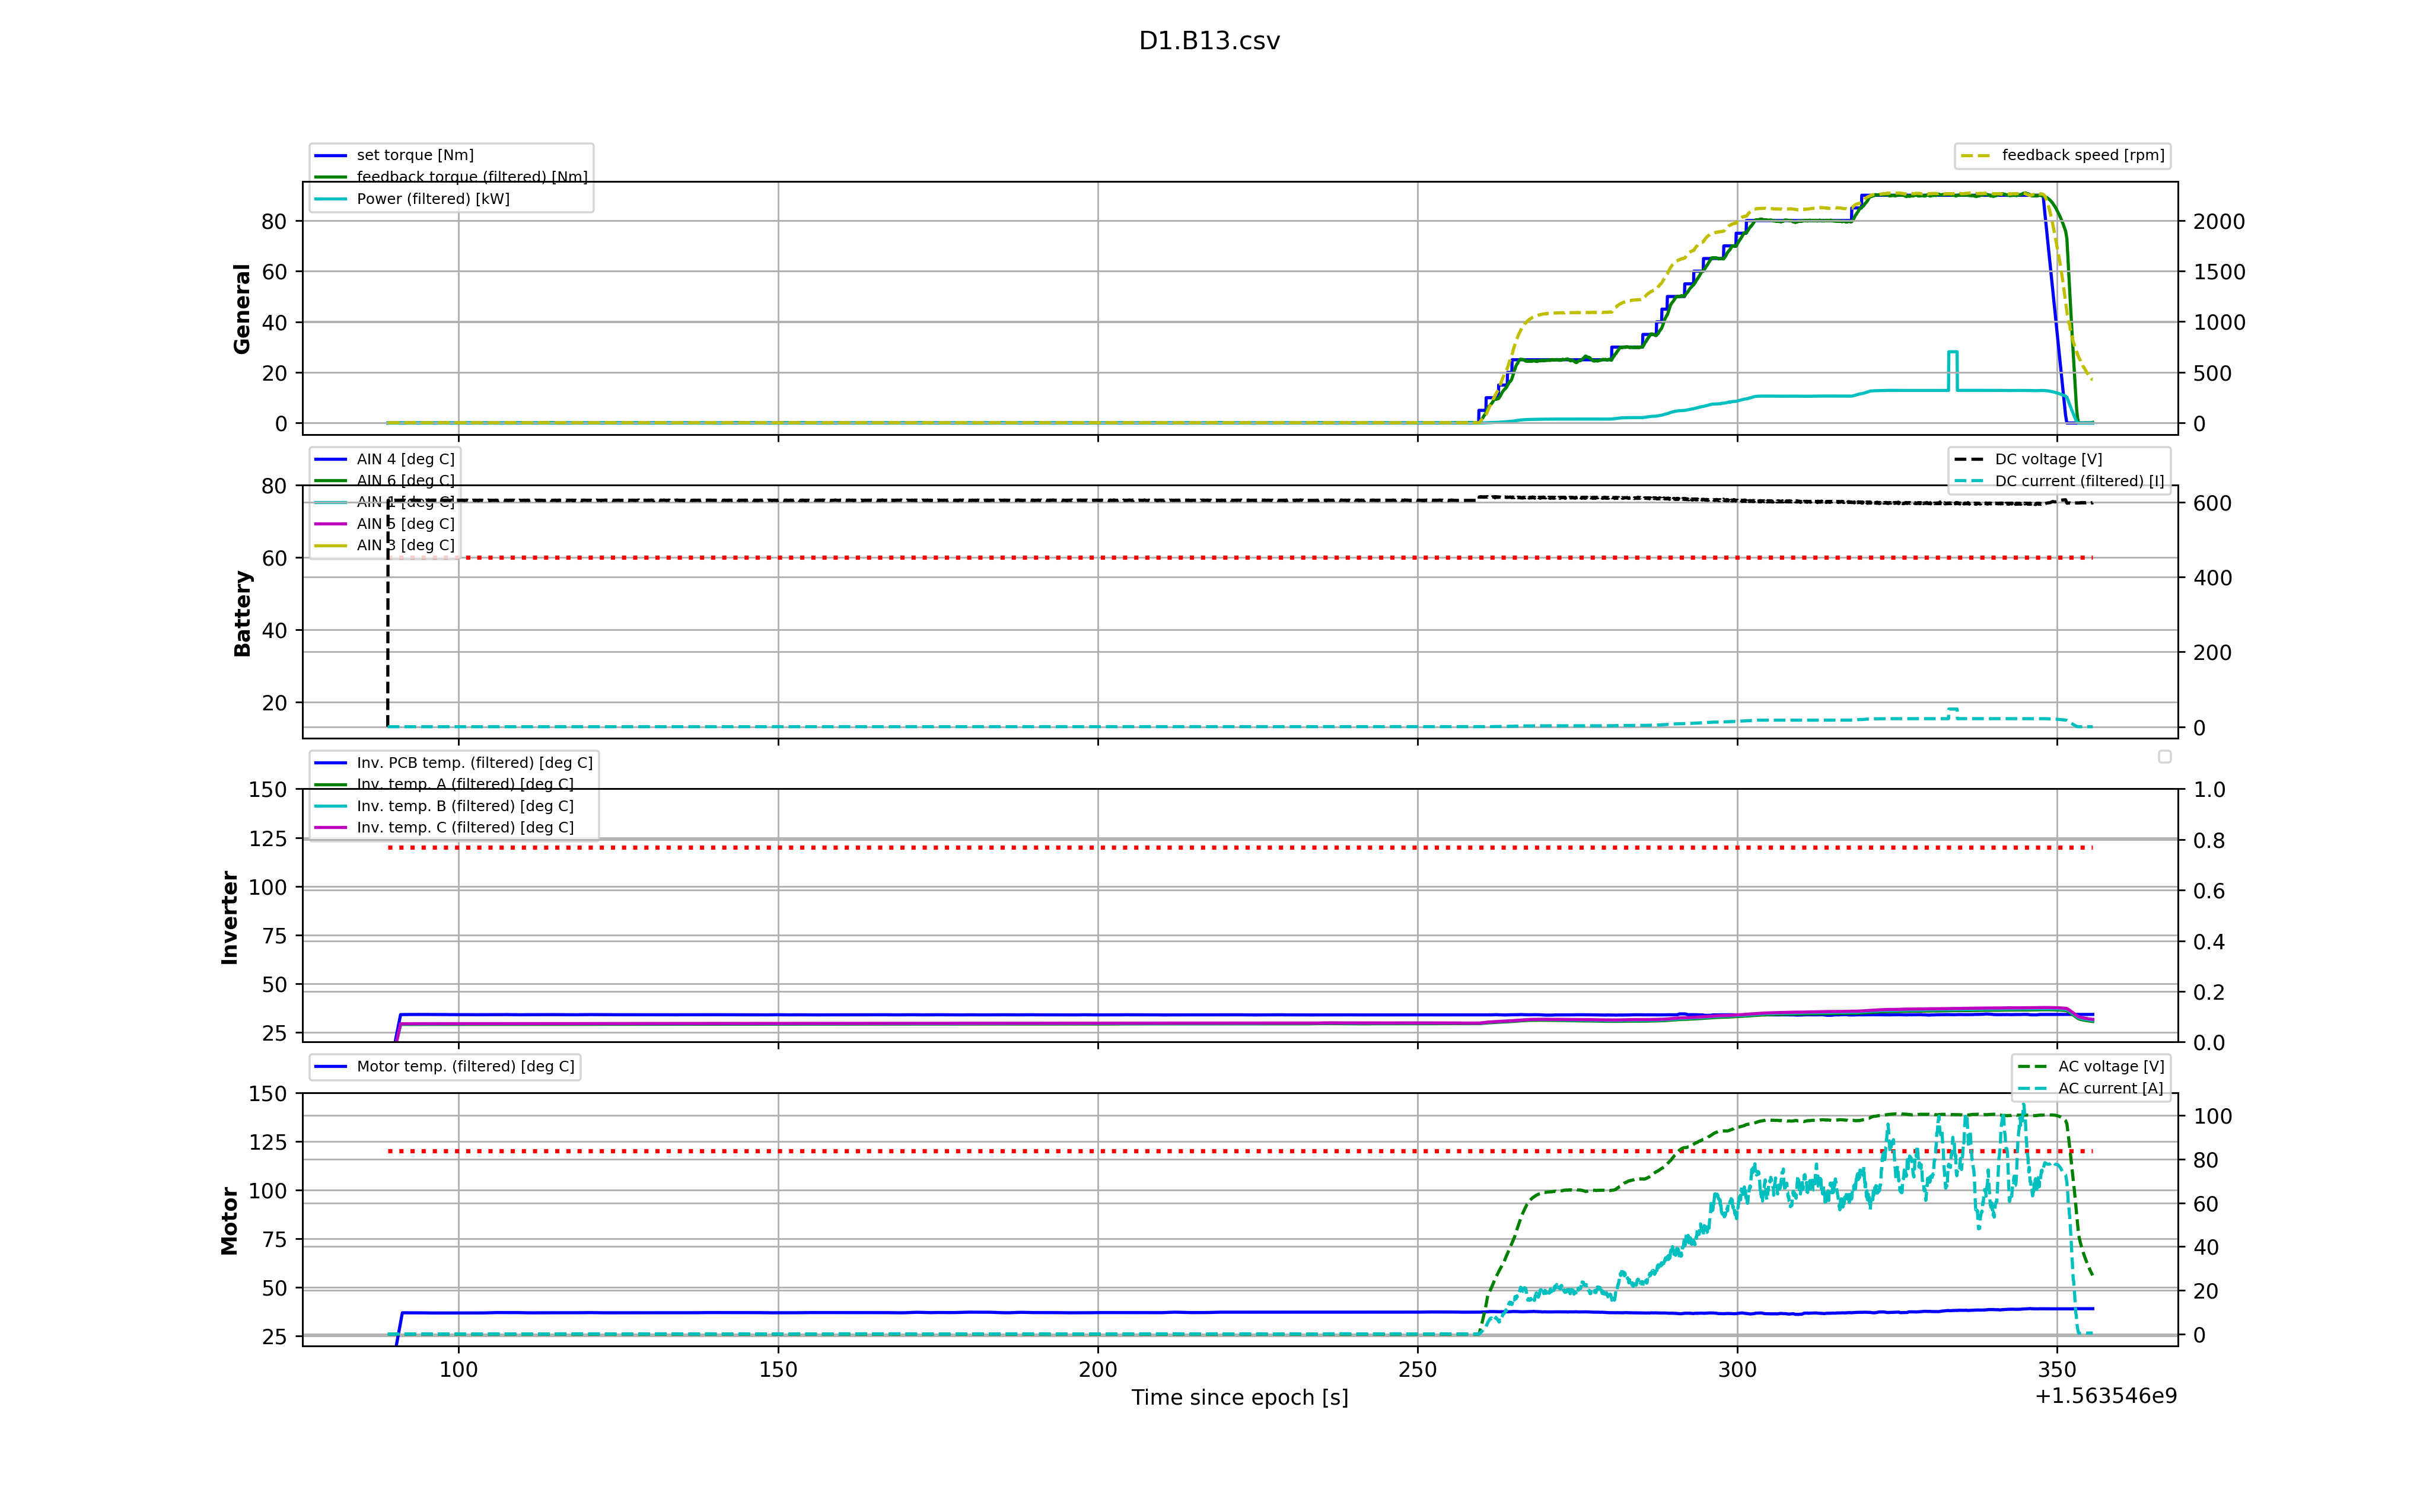 D1.B13.csv
set torque [Nm]
feedback torque (filtered) [Nm]
Power (filtered) [kW]
feedback speed [rpm]
General
80
60
40
20
0
2000
1500
1000
500
0
AIN 4 [deg C]
AIN 6 [deg C]
AIN 1 [deg C]
AIN 5 [deg C]
AIN 3 [deg C]
DC voltage [V]
DC current (filtered) [I]
Battery
80
60
40
20
600
400
200
0
Inv. PCB temp. (filtered) [deg C]
Inv. temp. A (filtered) [deg C]
Inv. temp. B (filtered) [deg C]
Inv. temp. C (filtered) [deg C]
Inverter
150
125
100
75
50
25
1.0
0.8
0.6
0.4
0.2
0.0
Motor temp. (filtered) [deg C]
AC voltage [V]
AC current [A]
Motor
150
125
100
75
50
25
100
80
60
40
20
0
100 150 200 250 300 350
Time since epoch [s]
+1.563546e9